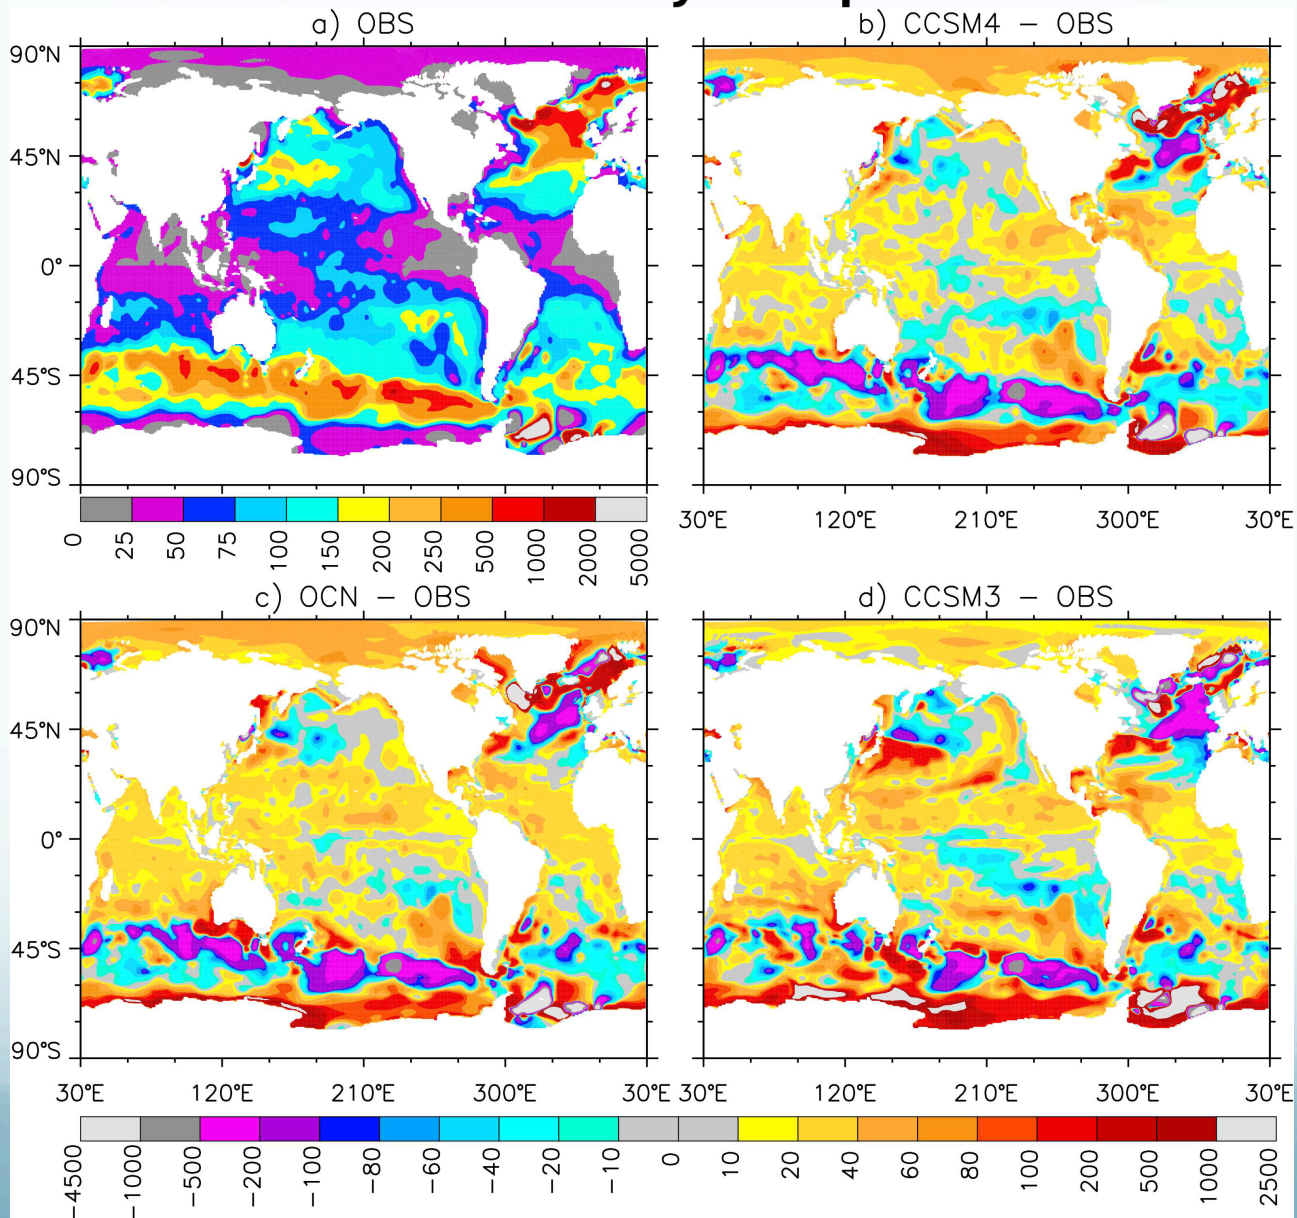 a) OBS
b) CCSM4 − OBS
90°N
45°N
0°
45°S
90°S
0 25 50 75 100 150 200 250 500 1000 2000 5000
30°E 120°E 210°E 300°E 30°E
c) OCN − OBS
d) CCSM3 − OBS
90°N
45°N
0°
45°S
90°S
30°E 120°E 210°E 300°E 30°E
30°E 120°E 210°E 300°E 30°E
−4500 −1000 −500 −200 −100 −80 −60 −40 −20 −10 0 10 20 40 60 80 100 200 500 1000 2500